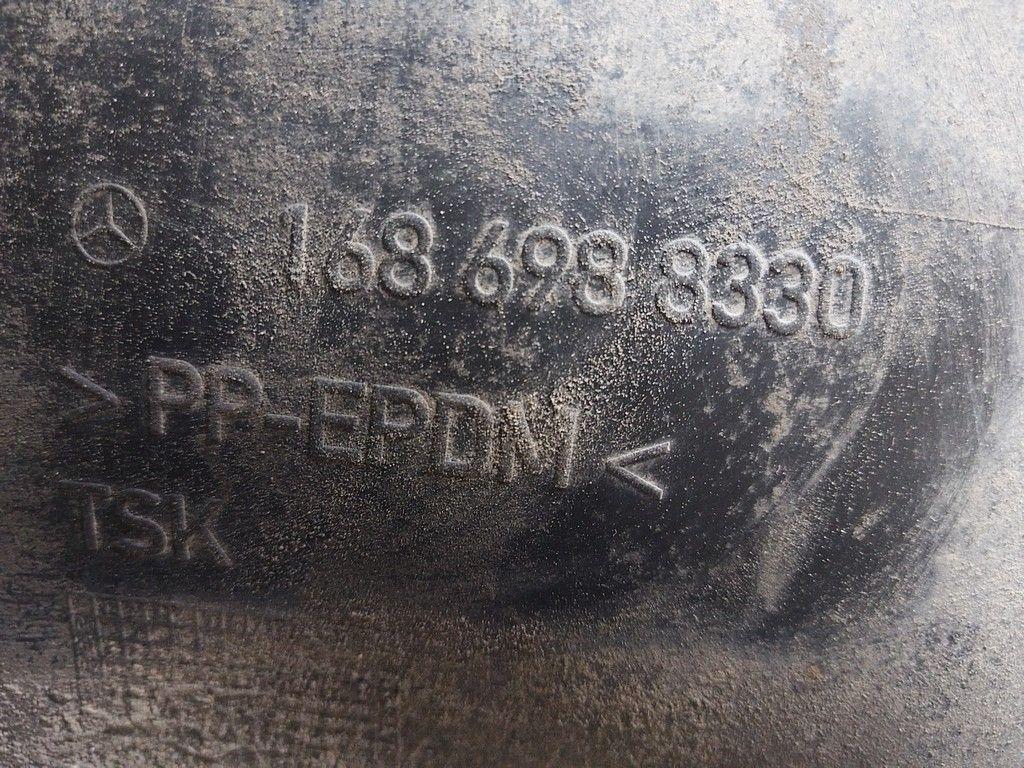 168 698 8330
>PP-EPDM<
TSK